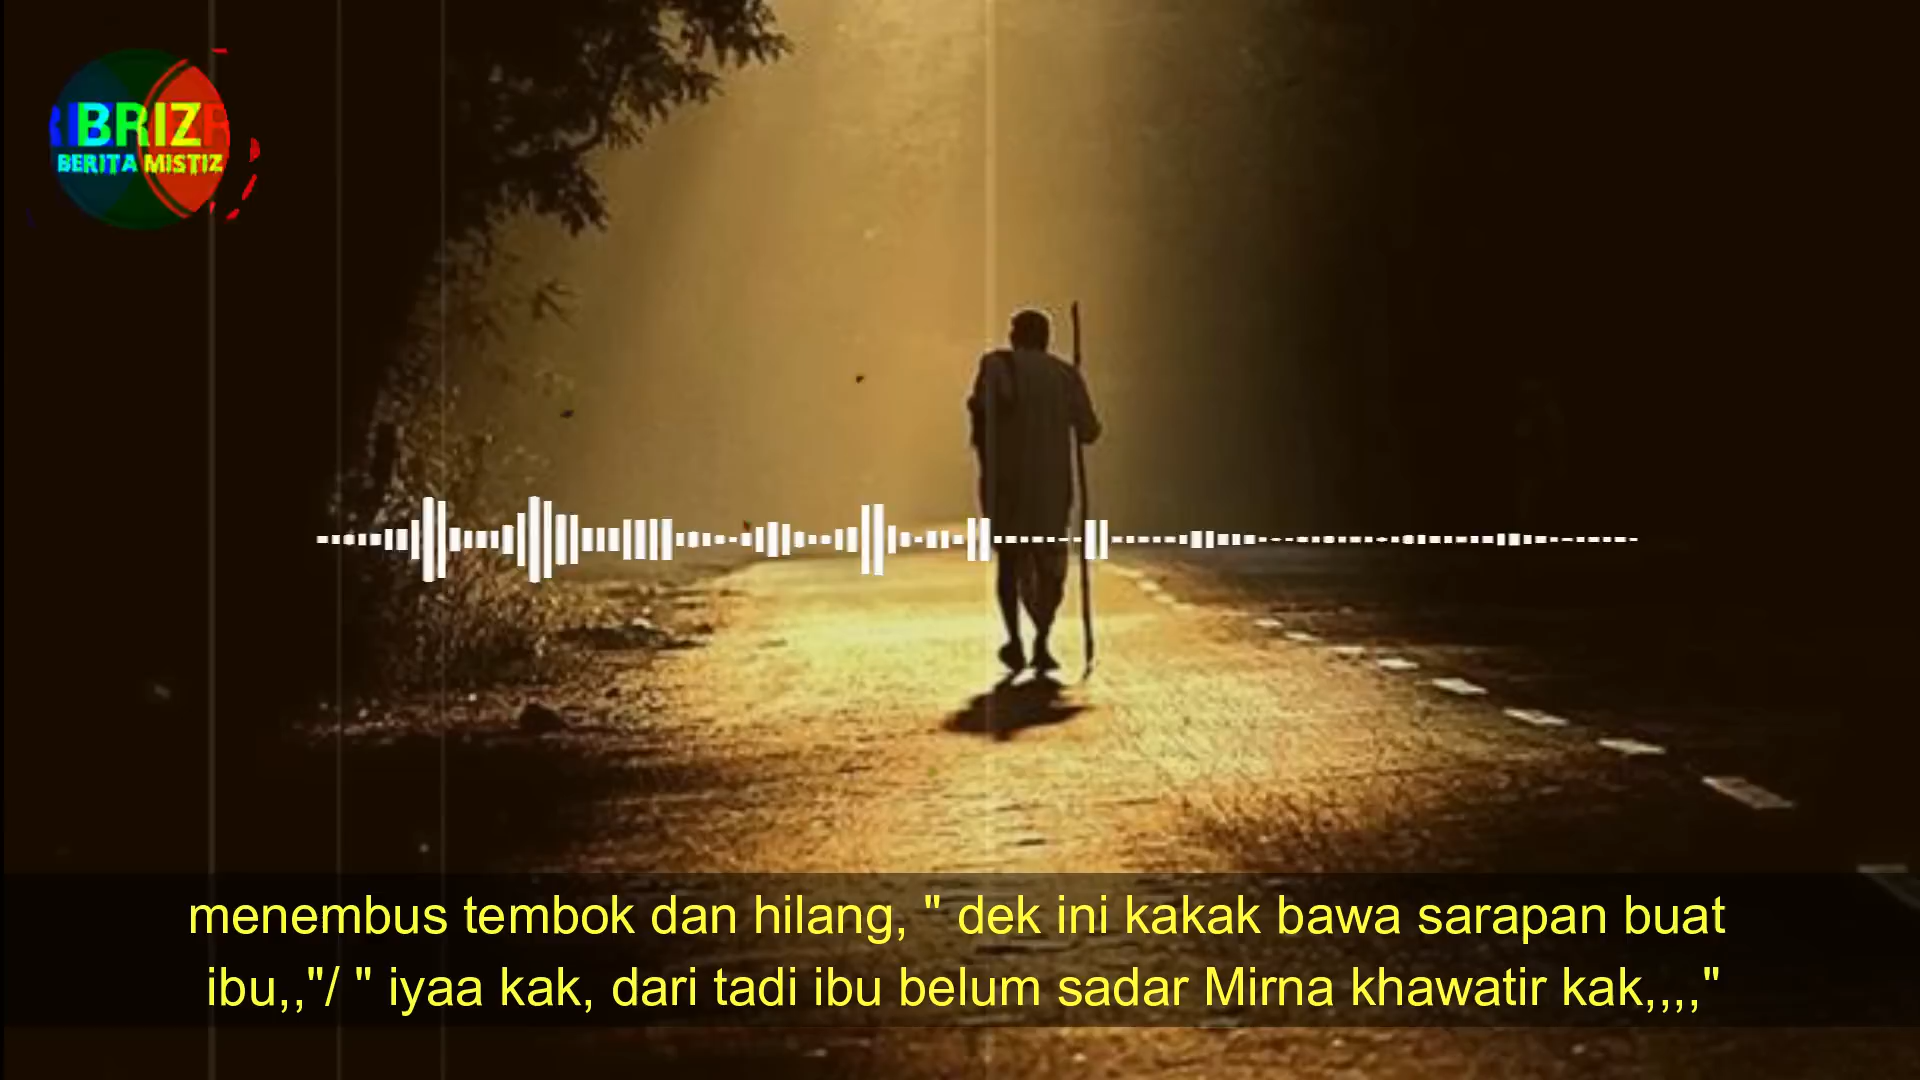 BRIZ
BERITA MISTIZ
menembus tembok dan hilang, " dek ini kakak bawa sarapan buat
ibu,,"/ " iyaa kak, dari tadi ibu belum sadar Mirna khawatir kak,,,,"